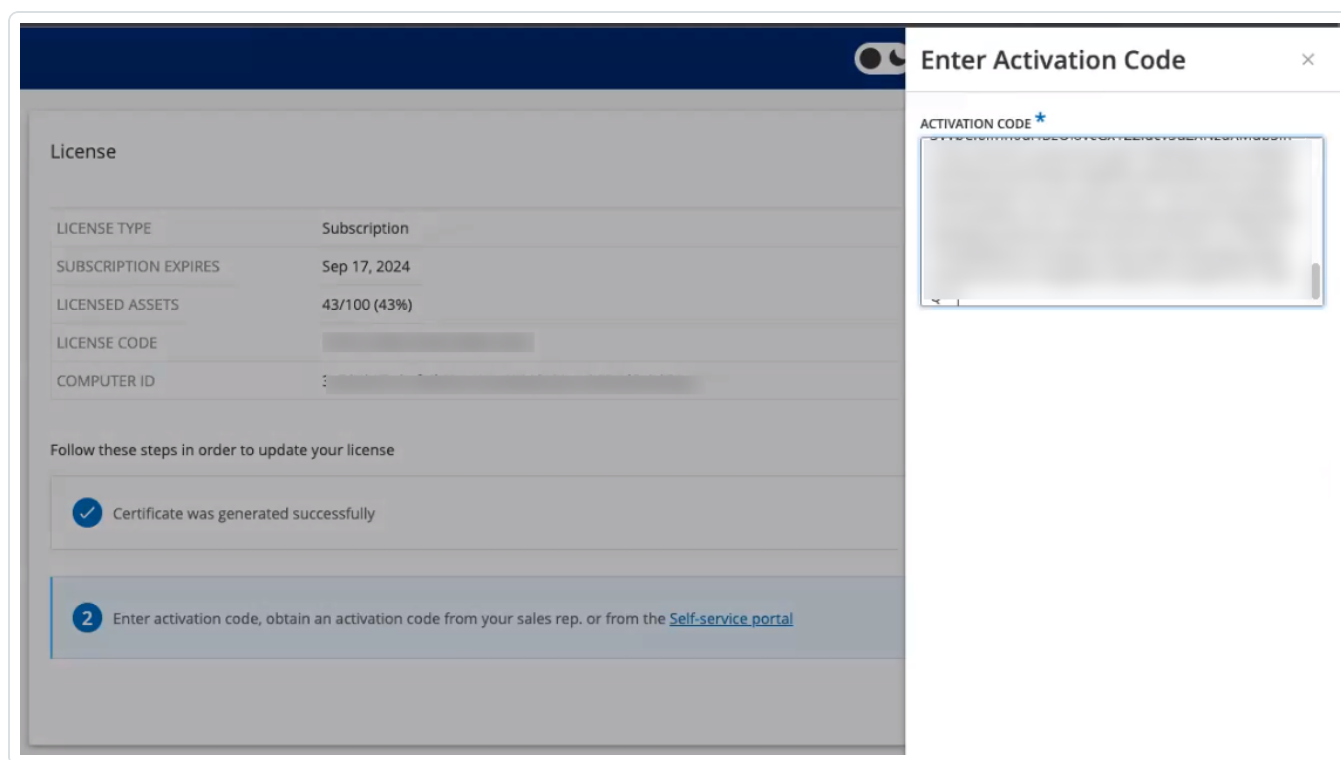 Enter Activation Code
ACTIVATION CODE *
License
LICENSE TYPE Subscription
SUBSCRIPTION EXPIRES Sep 17, 2024
LICENSED ASSETS 43/100 (43%)
LICENSE CODE
COMPUTER ID
Follow these steps in order to update your license
Certificate was generated successfully
2 Enter activation code, obtain an activation code from your sales rep. or from the Self-service portal